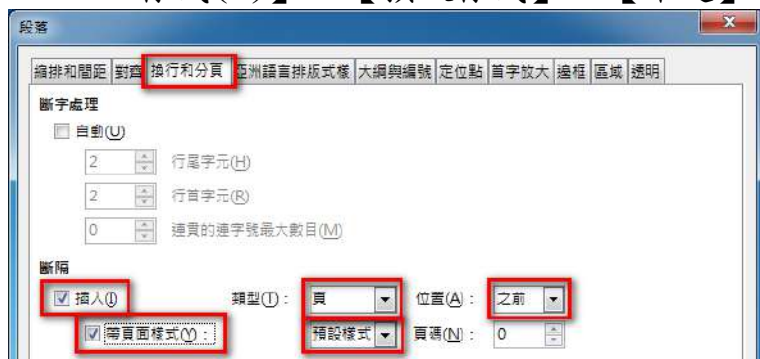 段落
縮排和間距 對齊 換行和分頁 亞洲語言排版式樣 大綱與編號 定位點 首字放大 邊框 區域 透明
斷字處理
自動(U)
2 行尾字元(H)
2 行首字元(R)
0 連貫的連字號最大數目(M)
斷隔
插入(I) 類型(T)： 頁 位置(A)： 之前
帶頁面樣式(Y)： 預設樣式 頁碼(N)： 0